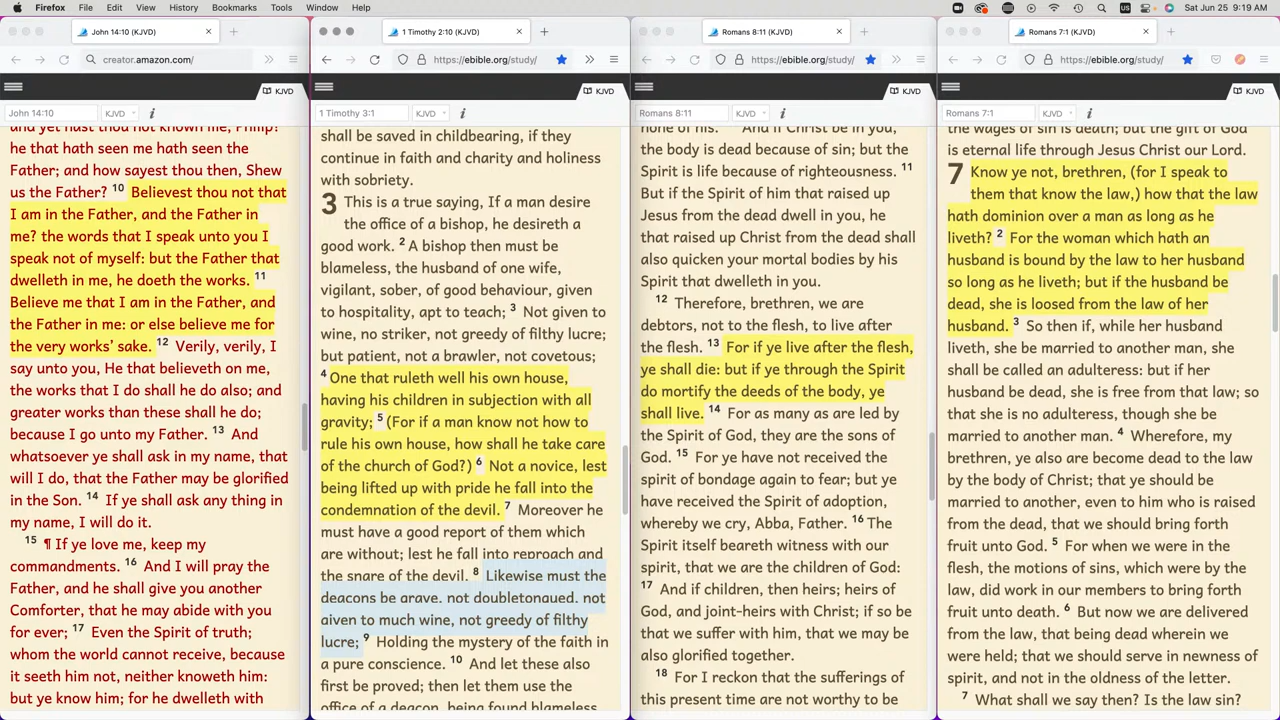 Firefox File Edit View History Bookmarks Tools Window Help Sat Jun 25 9:19 AM
John 14:10 (KJVD)
creator.amazon.com/
KJVD
John 14:10 KJVD i
and yet hast thou not known me, Philip?
he that hath seen me hath seen the
Father; and how sayest thou then, Shew
us the Father? 10 Believest thou not that
I am in the Father, and the Father in
me? the words that I speak unto you I
speak not of myself: but the Father that
dwelleth in me, he doeth the works. 11
Believe me that I am in the Father, and
the Father in me: or else believe me for
the very works’ sake. 12 Verily, verily, I
say unto you, He that believeth on me,
the works that I do shall he do also; and
greater works than these shall he do;
because I go unto my Father. 13 And
whatsoever ye shall ask in my name, that
will I do, that the Father may be glorified
in the Son. 14 If ye shall ask any thing in
my name, I will do it.
15 ¶ If ye love me, keep my
commandments. 16 And I will pray the
Father, and he shall give you another
Comforter, that he may abide with you
for ever; 17 Even the Spirit of truth;
whom the world cannot receive, because
it seeth him not, neither knoweth him:
but ye know him; for he dwelleth with
1 Timothy 2:10 (KJVD)
https://ebible.org/study/
KJVD
1 Timothy 3:1 KJVD i
shall be saved in childbearing, if they
continue in faith and charity and holiness
with sobriety.
3 This is a true saying, If a man desire
the office of a bishop, he desireth a
good work. 2 A bishop then must be
blameless, the husband of one wife,
vigilant, sober, of good behaviour, given
to hospitality, apt to teach; 3 Not given to
wine, no striker, not greedy of filthy lucre;
but patient, not a brawler, not covetous;
4 One that ruleth well his own house,
having his children in subjection with all
gravity; 5 (For if a man know not how to
rule his own house, how shall he take care
of the church of God?) 6 Not a novice, lest
being lifted up with pride he fall into the
condemnation of the devil. 7 Moreover he
must have a good report of them which
are without; lest he fall into reproach and
the snare of the devil. 8 Likewise must the
deacons be grave, not doubletongued, not
given to much wine, not greedy of filthy
lucre; 9 Holding the mystery of the faith in
a pure conscience. 10 And let these also
first be proved; then let them use the
office of a deacon, being found blameless
Romans 8:11 (KJVD)
https://ebible.org/study/
KJVD
Romans 8:11 KJVD i
none of his. And if Christ be in you,
the body is dead because of sin; but the
Spirit is life because of righteousness. 11
But if the Spirit of him that raised up
Jesus from the dead dwell in you, he
that raised up Christ from the dead shall
also quicken your mortal bodies by his
Spirit that dwelleth in you.
12 Therefore, brethren, we are
debtors, not to the flesh, to live after
the flesh. 13 For if ye live after the flesh,
ye shall die: but if ye through the Spirit
do mortify the deeds of the body, ye
shall live. 14 For as many as are led by
the Spirit of God, they are the sons of
God. 15 For ye have not received the
spirit of bondage again to fear; but ye
have received the Spirit of adoption,
whereby we cry, Abba, Father. 16 The
Spirit itself beareth witness with our
spirit, that we are the children of God:
17 And if children, then heirs; heirs of
God, and joint-heirs with Christ; if so be
that we suffer with him, that we may be
also glorified together.
18 For I reckon that the sufferings of
this present time are not worthy to be
Romans 7:1 (KJVD)
https://ebible.org/study/
KJVD
Romans 7:1 KJVD i
the wages of sin is death; but the gift of God
is eternal life through Jesus Christ our Lord.
7 Know ye not, brethren, (for I speak to
them that know the law,) how that the law
hath dominion over a man as long as he
liveth? 2 For the woman which hath an
husband is bound by the law to her husband
so long as he liveth; but if the husband be
dead, she is loosed from the law of her
husband. 3 So then if, while her husband
liveth, she be married to another man, she
shall be called an adulteress: but if her
husband be dead, she is free from that law; so
that she is no adulteress, though she be
married to another man. 4 Wherefore, my
brethren, ye also are become dead to the law
by the body of Christ; that ye should be
married to another, even to him who is raised
from the dead, that we should bring forth
fruit unto God. 5 For when we were in the
flesh, the motions of sins, which were by the
law, did work in our members to bring forth
fruit unto death. 6 But now we are delivered
from the law, that being dead wherein we
were held; that we should serve in newness of
spirit, and not in the oldness of the letter.
7 What shall we say then? Is the law sin?